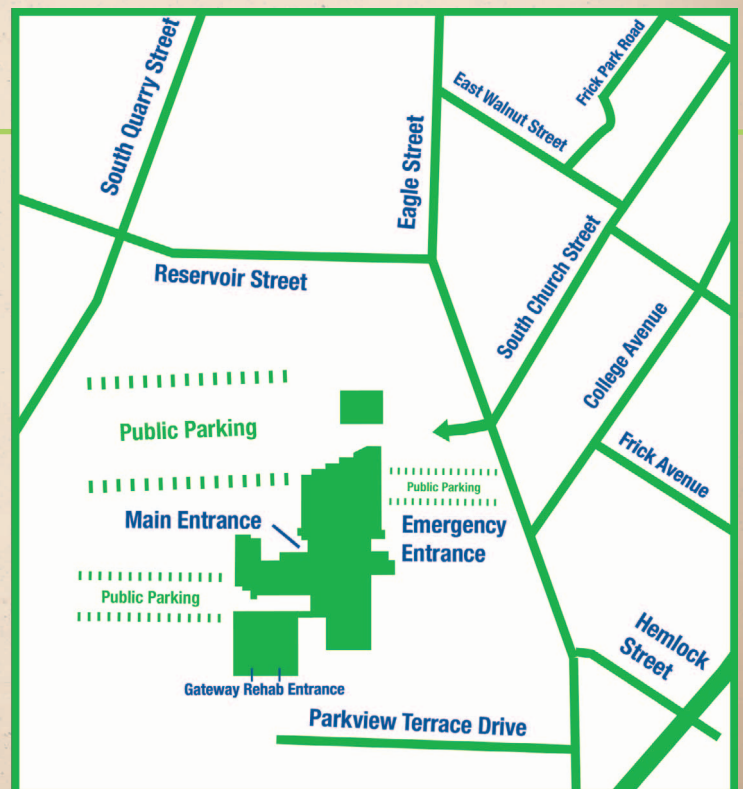 South Quarry Street
Frick Park Road
East Walnut Street
Eagle Street
Reservoir Street
South Church Street
College Avenue
Public Parking
Frick Avenue
Public Parking
Main Entrance
Emergency
Entrance
Public Parking
Hemlock
Street
Gateway Rehab Entrance
Parkview Terrace Drive